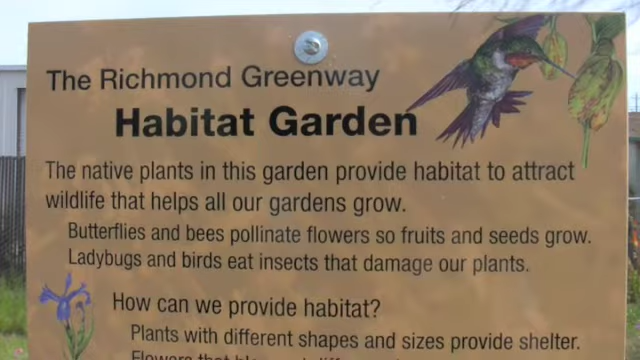 The Richmond Greenway
Habitat Garden
The native plants in this garden provide habitat to attract
wildlife that helps all our gardens grow.
Butterflies and bees pollinate flowers so fruits and seeds grow.
Ladybugs and birds eat insects that damage our plants.
How can we provide habitat?
Plants with different shapes and sizes provide shelter.
Flowers that